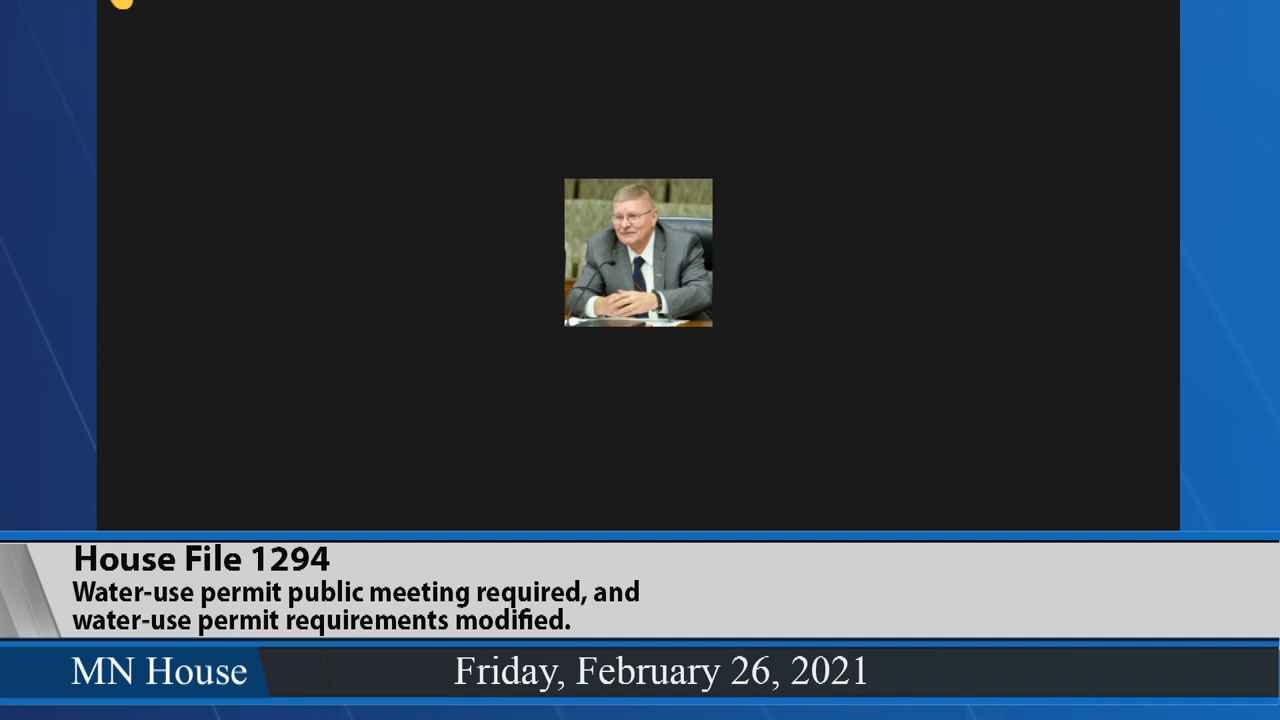 House File 1294
Water-use permit public meeting required, and
water-use permit requirements modified.
MN House
Friday, February 26, 2021